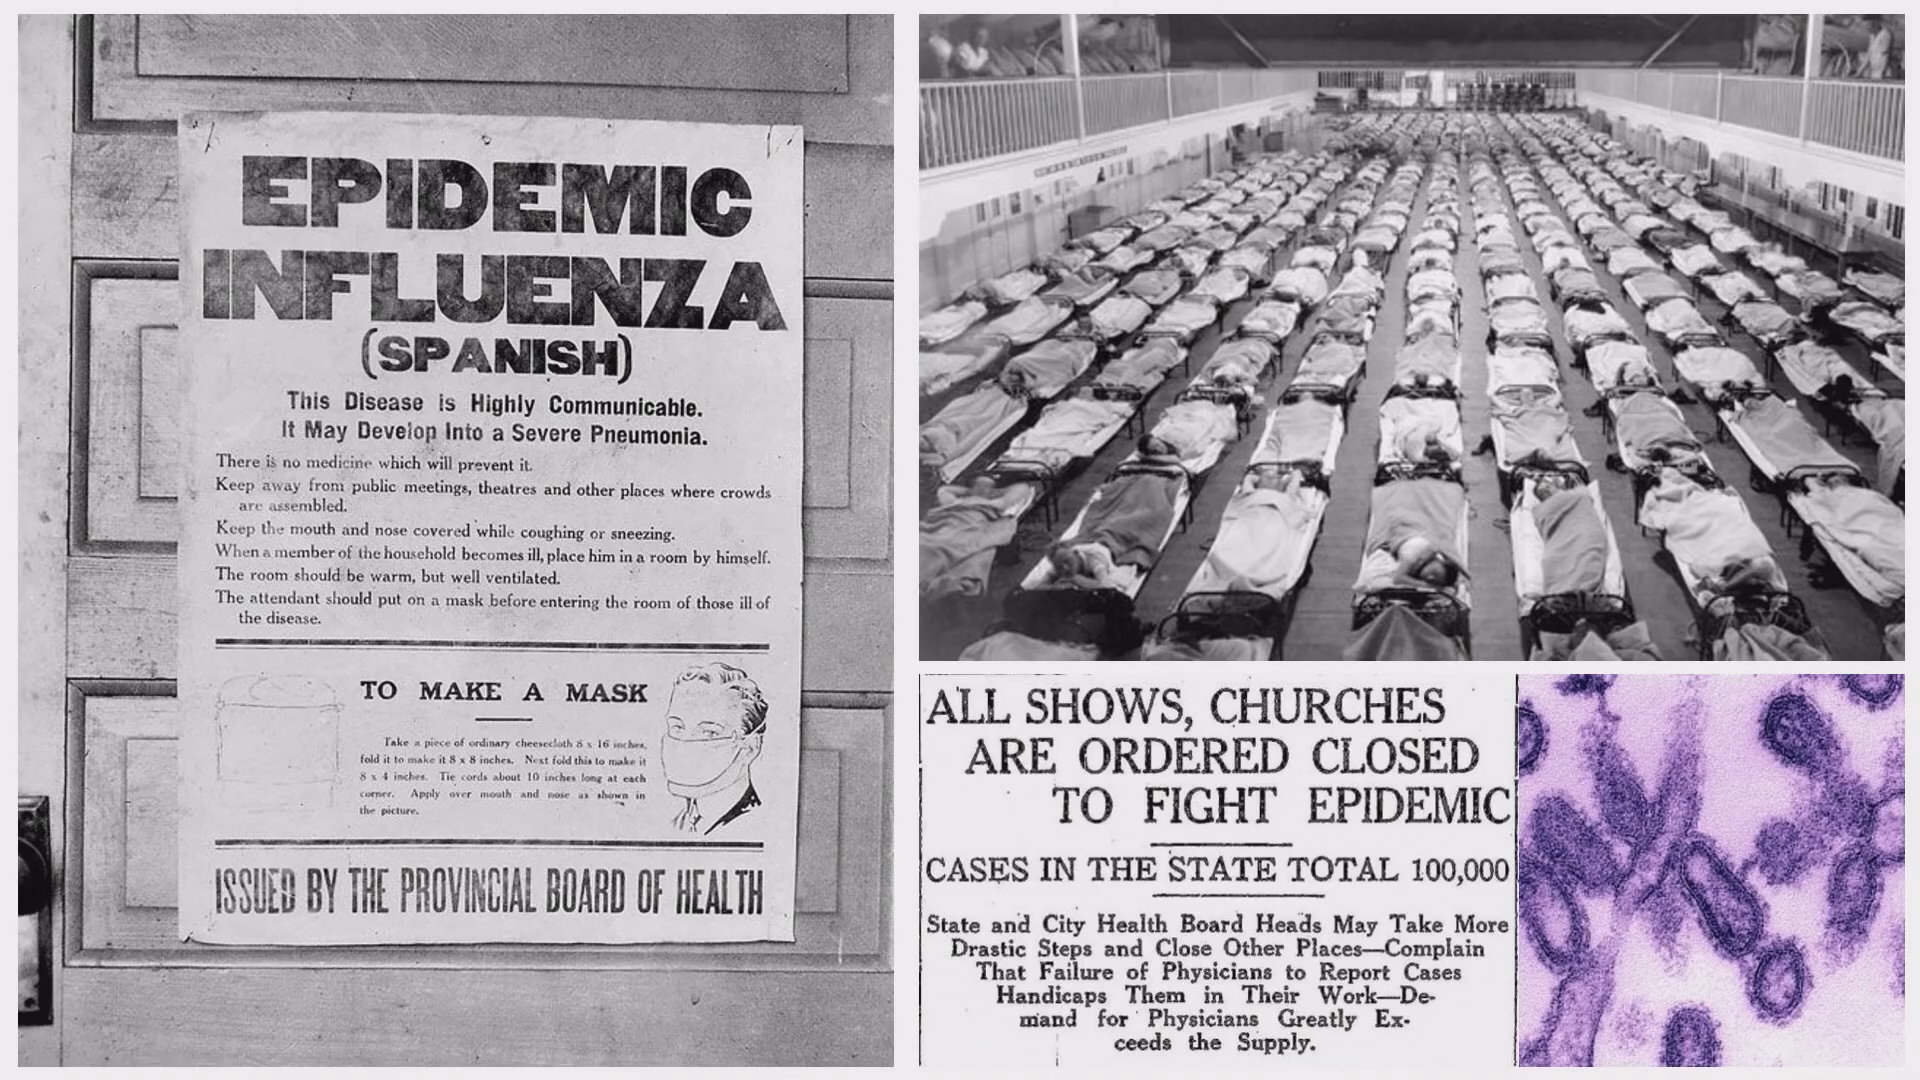 EPIDEMIC
INFLUENZA
(SPANISH)
This Disease is Highly Communicable.
It May Develop Into a Severe Pneumonia.
There is no medicine which will prevent it.
Keep away from public meetings, theatres and other places where crowds
are assembled.
Keep the mouth and nose covered while coughing or sneezing.
When a member of the household becomes ill, place him in a room by himself.
The room should be warm, but well ventilated.
The attendant should put on a mask before entering the room of those ill of
the disease.
TO MAKE A MASK
Take a piece of ordinary cheesecloth 8 x 16 inches,
fold it to make it 8 x 8 inches. Next fold this to make it
8 x 4 inches. Tie cords about 10 inches long at each
corner. Apply over mouth and nose as shown in
the picture.
ISSUED BY THE PROVINCIAL BOARD OF HEALTH
ALL SHOWS, CHURCHES
ARE ORDERED CLOSED
TO FIGHT EPIDEMIC
CASES IN THE STATE TOTAL 100,000
State and City Health Board Heads May Take More
Drastic Steps and Close Other Places—Complain
That Failure of Physicians to Report Cases
Handicaps Them in Their Work—De-
mand for Physicians Greatly Ex-
ceeds the Supply.